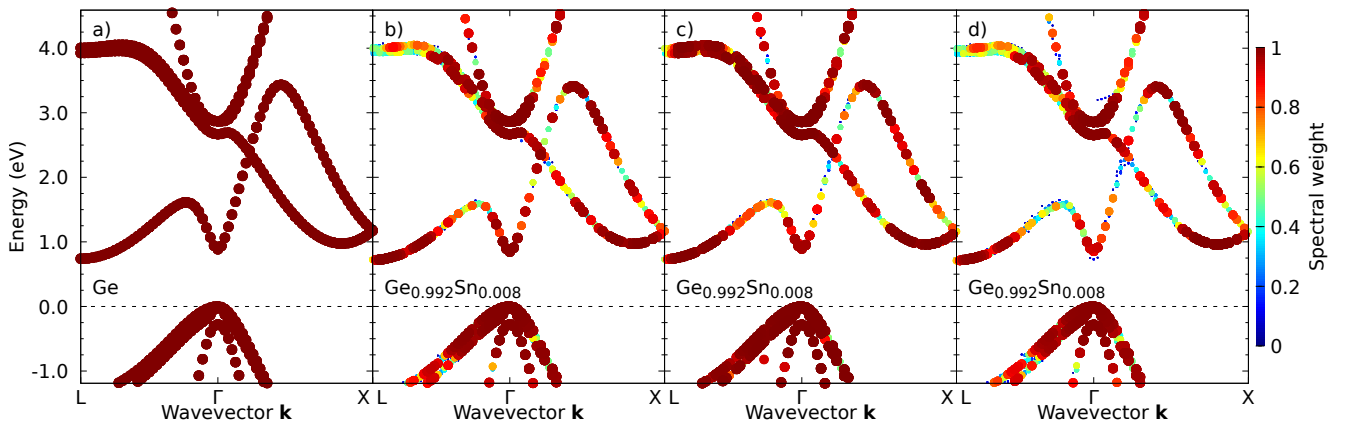 a) b) c) d)
4.0
3.0
2.0
1.0
0.0
-1.0
Energy (eV)
Ge Ge0.992Sn0.008 Ge0.992Sn0.008 Ge0.992Sn0.008
L Γ X L Γ X L Γ X L Γ X
Wavevector k Wavevector k Wavevector k Wavevector k
1
0.8
0.6
0.4
0.2
0
Spectral weight